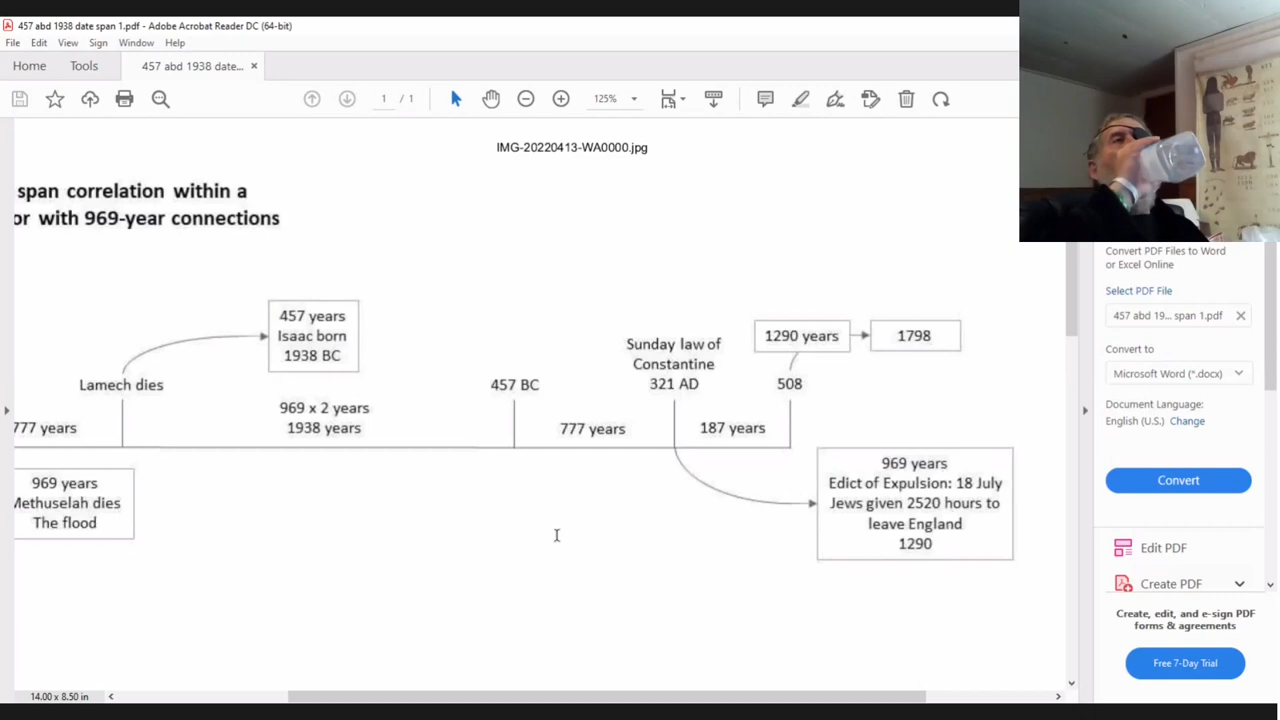 457 abd 1938 date span 1.pdf - Adobe Acrobat Reader DC (64-bit)
File Edit View Sign Window Help
Home Tools 457 abd 1938 date... ×
1 / 1 125%
IMG-20220413-WA0000.jpg
span correlation within a
or with 969-year connections
457 years
Isaac born
1938 BC
Lamech dies
777 years
969 x 2 years
1938 years
457 BC
777 years
Sunday law of
Constantine
321 AD
187 years
1290 years
1798
508
969 years
Methuselah dies
The flood
969 years
Edict of Expulsion: 18 July
Jews given 2520 hours to
leave England
1290
14.00 x 8.50 in
Convert PDF Files to Word
or Excel Online
Select PDF File
457 abd 19... span 1.pdf
Convert to
Microsoft Word (*.docx)
Document Language:
English (U.S.) Change
Convert
Edit PDF
Create PDF
Create, edit, and e-sign PDF
forms & agreements
Free 7-Day Trial